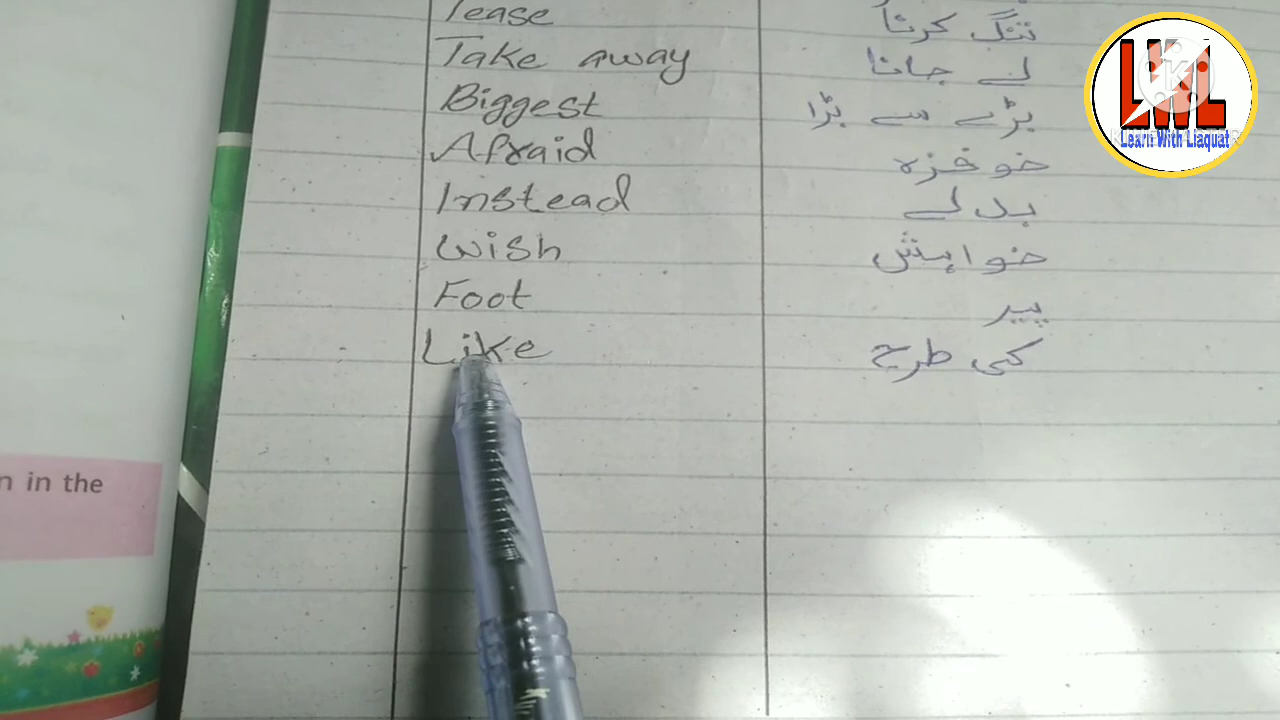 Tease تنگ کرنا
Take away لے جانا
Biggest بڑے سے بڑا
Afraid خوفزہ
Instead بدلے
Wish خواہش
Foot پیر
Like کی طرح
n in the
LWL
Learn With Liaquat